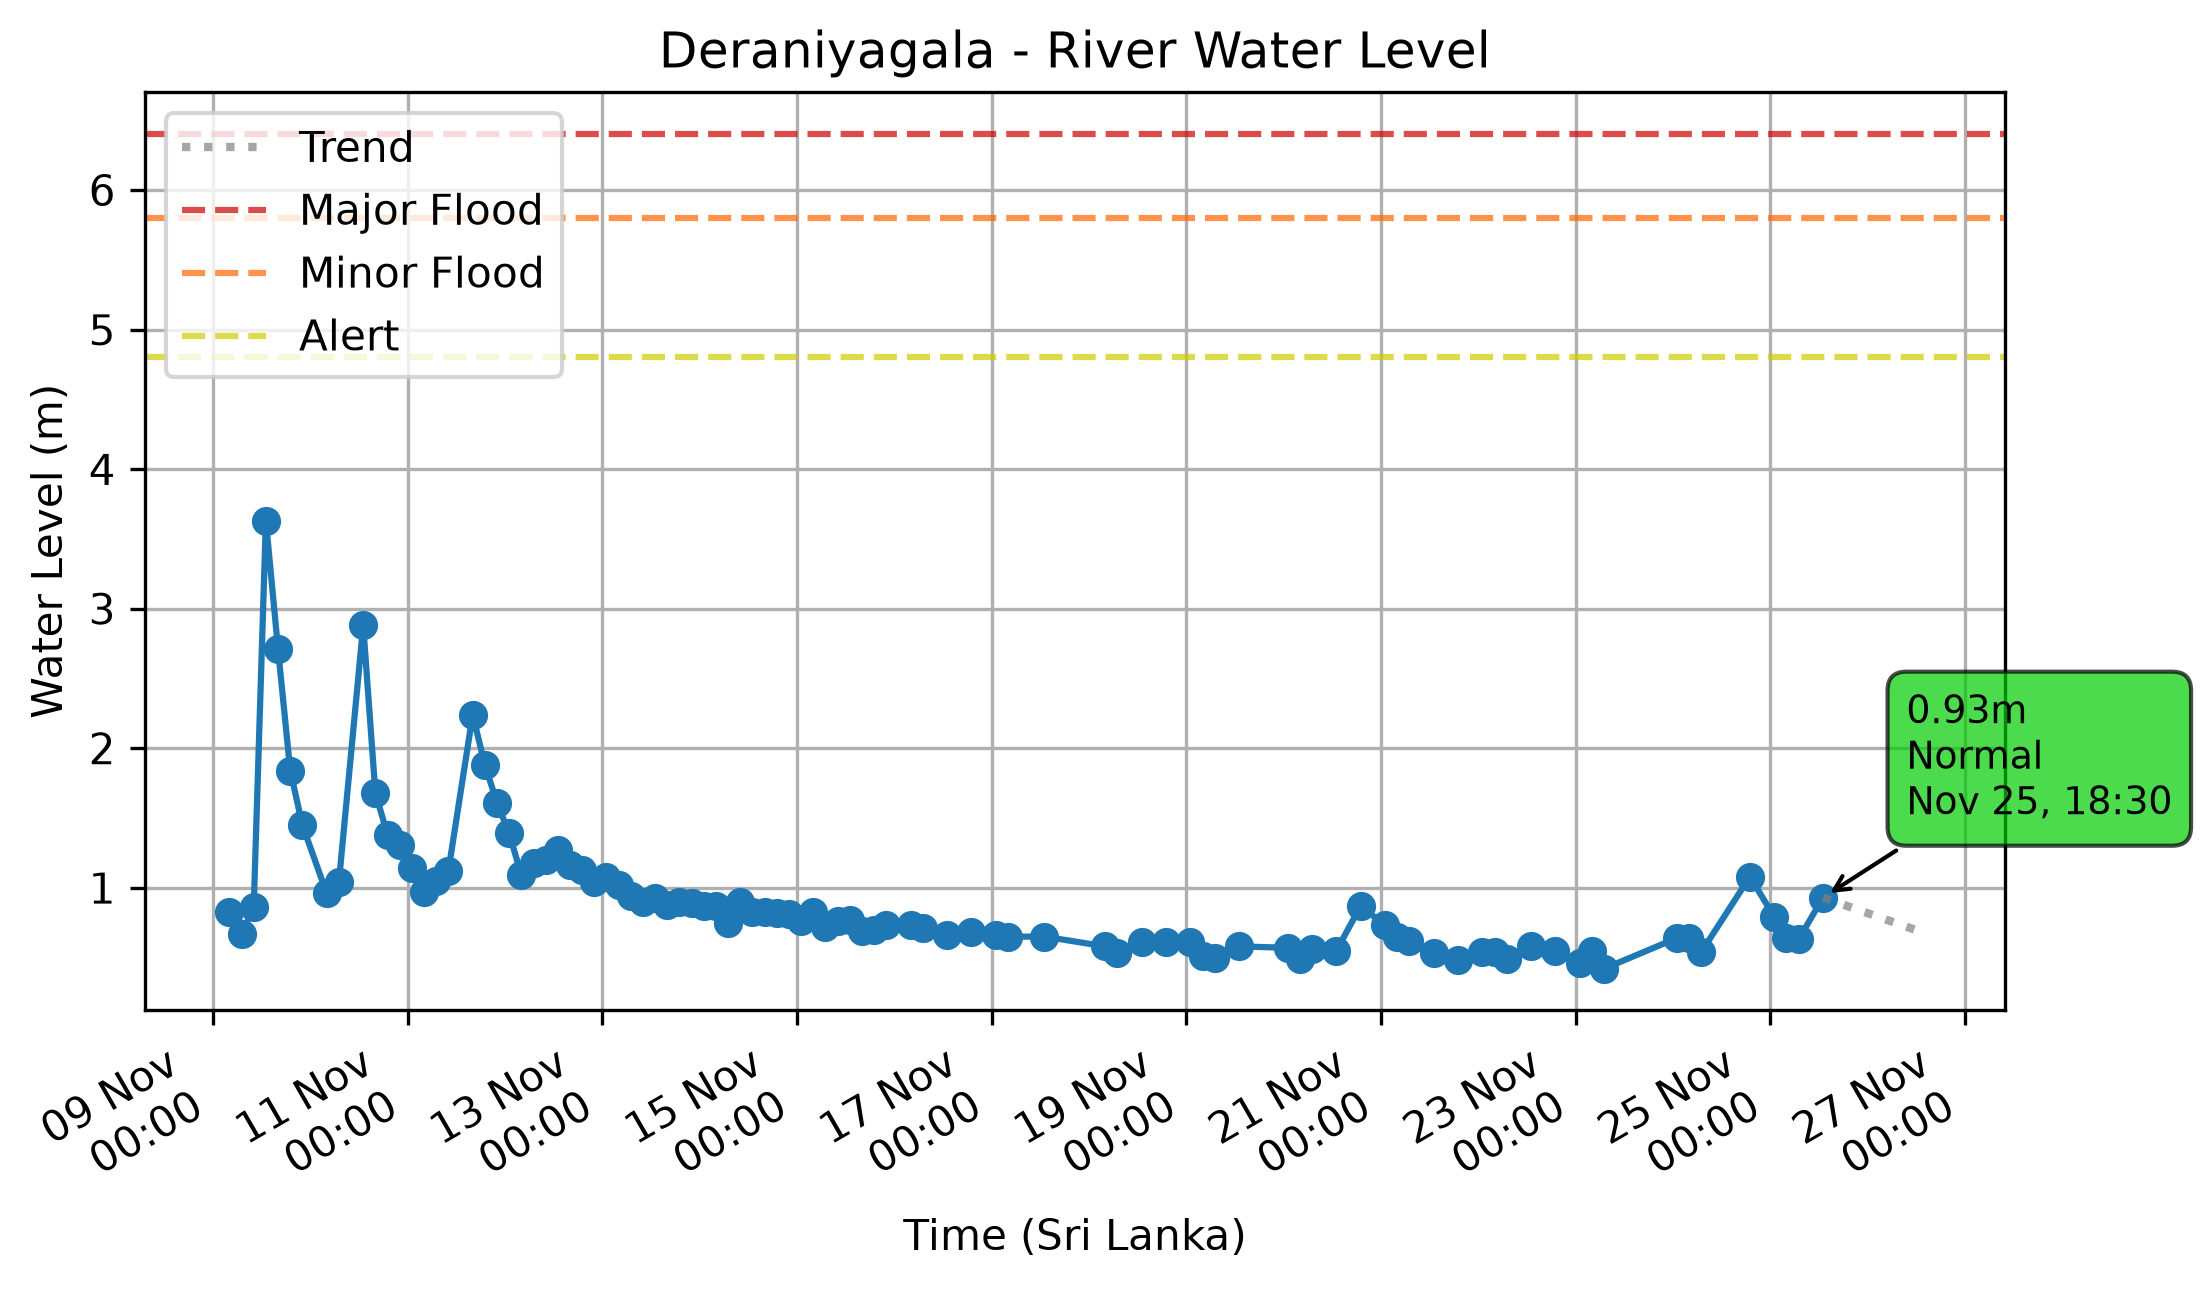 Deraniyagala - River Water Level
Trend
Major Flood
Minor Flood
Alert
6
5
4
3
2
1
Water Level (m)
0.93m
Normal
Nov 25, 18:30
09 Nov
00:00
11 Nov
00:00
13 Nov
00:00
15 Nov
00:00
17 Nov
00:00
19 Nov
00:00
21 Nov
00:00
23 Nov
00:00
25 Nov
00:00
27 Nov
00:00
Time (Sri Lanka)